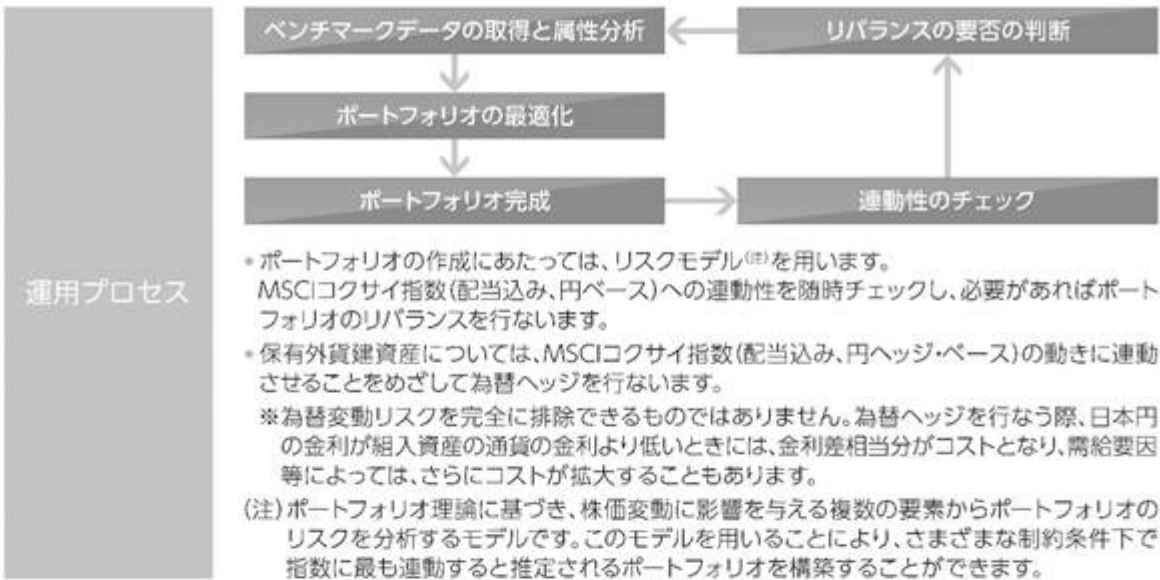 運用プロセス
ベンチマークデータの取得と属性分析
リバランスの要否の判断
ポートフォリオの最適化
ポートフォリオ完成
連動性のチェック
•ポートフォリオの作成にあたっては、リスクモデル(注)を用います。
MSCIコクサイ指数(配当込み、円ベース)への連動性を随時チェックし、必要があればポート
フォリオのリバランスを行ないます。
•保有外貨建資産については、MSCIコクサイ指数(配当込み、円ヘッジ・ベース)の動きに連動
させることをめざして為替ヘッジを行ないます。
※為替変動リスクを完全に排除できるものではありません。為替ヘッジを行なう際、日本円
の金利が組入資産の通貨の金利より低いときには、金利差相当分がコストとなり、需給要因
等によっては、さらにコストが拡大することもあります。
(注)ポートフォリオ理論に基づき、株価変動に影響を与える複数の要素からポートフォリオの
リスクを分析するモデルです。このモデルを用いることにより、さまざまな制約条件下で
指数に最も連動すると推定されるポートフォリオを構築することができます。